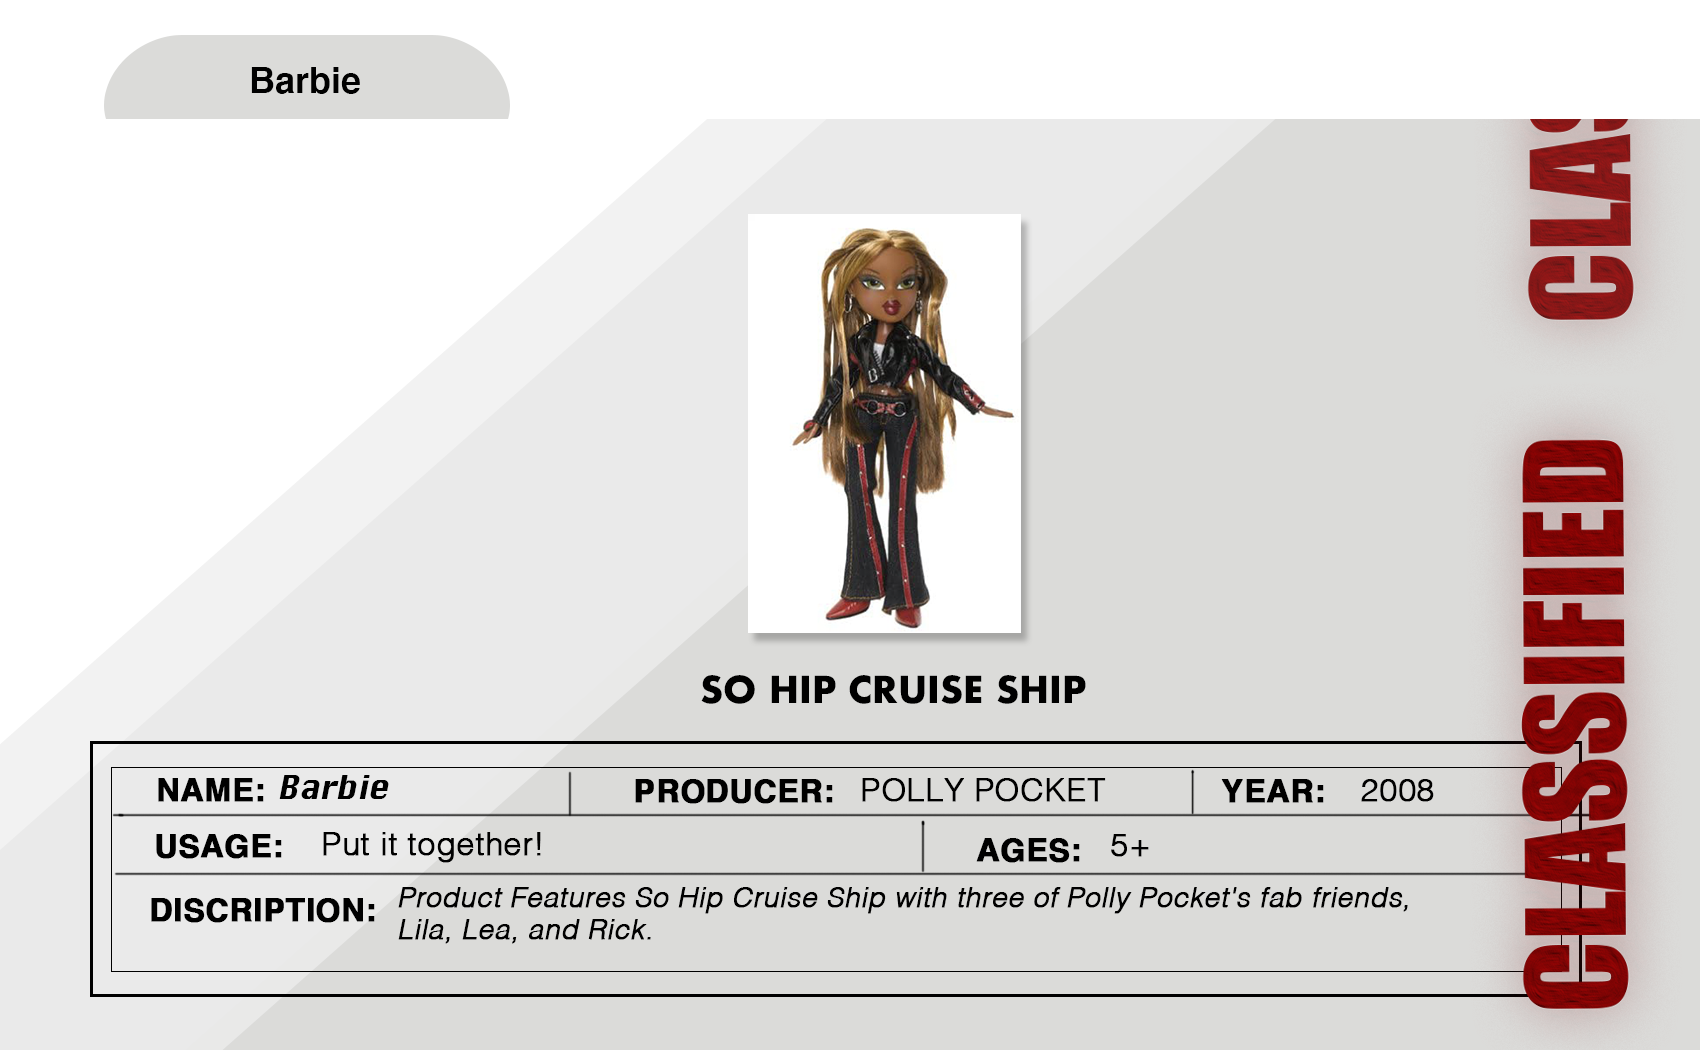 Barbie
SO HIP CRUISE SHIP
NAME: Barbie
PRODUCER: POLLY POCKET
YEAR: 2008
USAGE: Put it together!
AGES: 5+
DISCRIPTION: Product Features So Hip Cruise Ship with three of Polly Pocket's fab friends,
Lila, Lea, and Rick.
CLASSIFIED
CLAS